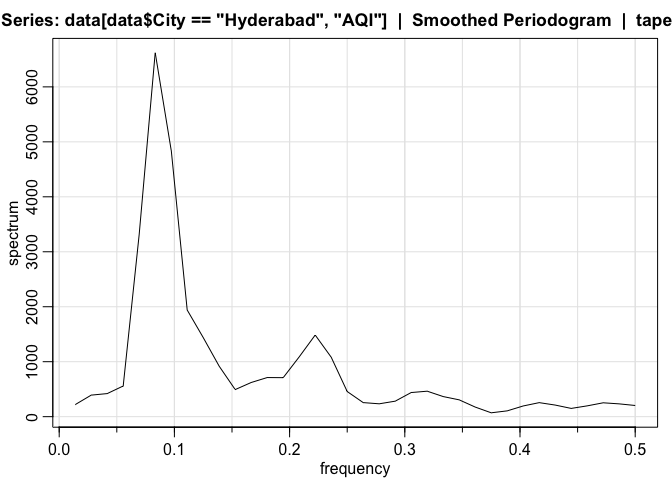 Series: data[data$City == "Hyderabad", "AQI"] | Smoothed Periodogram | tape
6000
5000
4000
3000
2000
1000
0
spectrum
0.0 0.1 0.2 0.3 0.4 0.5
frequency